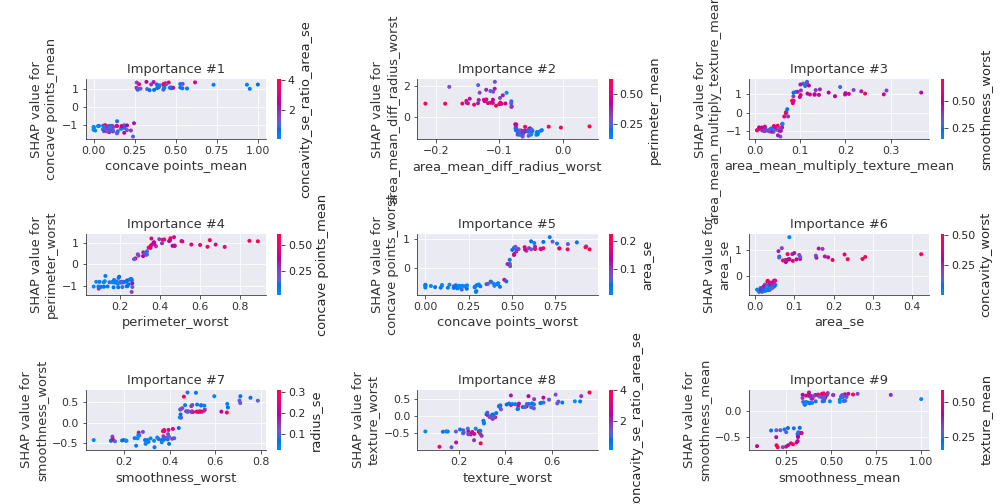 Importance #1
SHAP value for
concave points_mean
1
0
−1
0.00
0.25
0.50
0.75
1.00
concave points_mean
4
2
concavity_se_ratio_area_se
Importance #2
SHAP value for
area_mean_diff_radius_worst
0
−0.2
−0.1
0.0
area_mean_diff_radius_worst
0.50
0.25
perimeter_mean
Importance #3
SHAP value for
area_mean_multiply_texture_mean
1
0
−1
0.0
0.1
0.2
0.3
area_mean_multiply_texture_mean
0.50
0.25
smoothness_worst
Importance #4
SHAP value for
perimeter_worst
1
0
−1
0.2
0.4
0.6
0.8
perimeter_worst
0.50
0.25
concave points_mean
Importance #5
SHAP value for
concave points_worst
1
0
0.00
0.25
0.50
0.75
concave points_worst
0.2
0.1
area_se
Importance #6
SHAP value for
area_se
1
0
0.0
0.1
0.2
0.3
0.4
area_se
0.50
0.25
concavity_worst
Importance #7
SHAP value for
smoothness_worst
0.5
0.0
−0.5
0.2
0.4
0.6
0.8
smoothness_worst
0.3
0.2
0.1
radius_se
Importance #8
SHAP value for
texture_worst
0.5
0.0
−0.5
0.2
0.4
0.6
texture_worst
4
2
oncavity_se_ratio_area_se
Importance #9
SHAP value for
smoothness_mean
0.0
−0.5
0.25
0.50
0.75
1.00
smoothness_mean
0.50
0.25
texture_mean